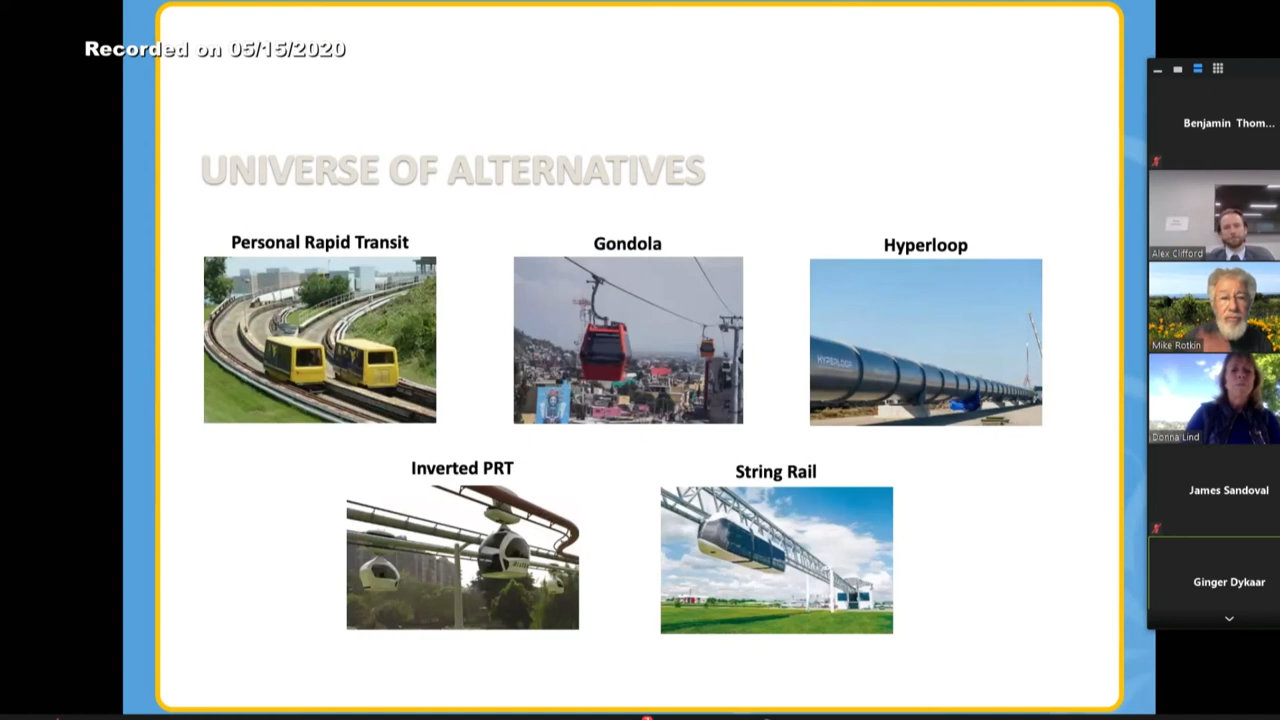 Recorded on 05/15/2020
UNIVERSE OF ALTERNATIVES
Personal Rapid Transit
Gondola
Hyperloop
HYPERLOOP
Inverted PRT
String Rail
Benjamin Thom...
Alex Clifford
Mike Rotkin
Donna Lind
James Sandoval
Ginger Dykaar